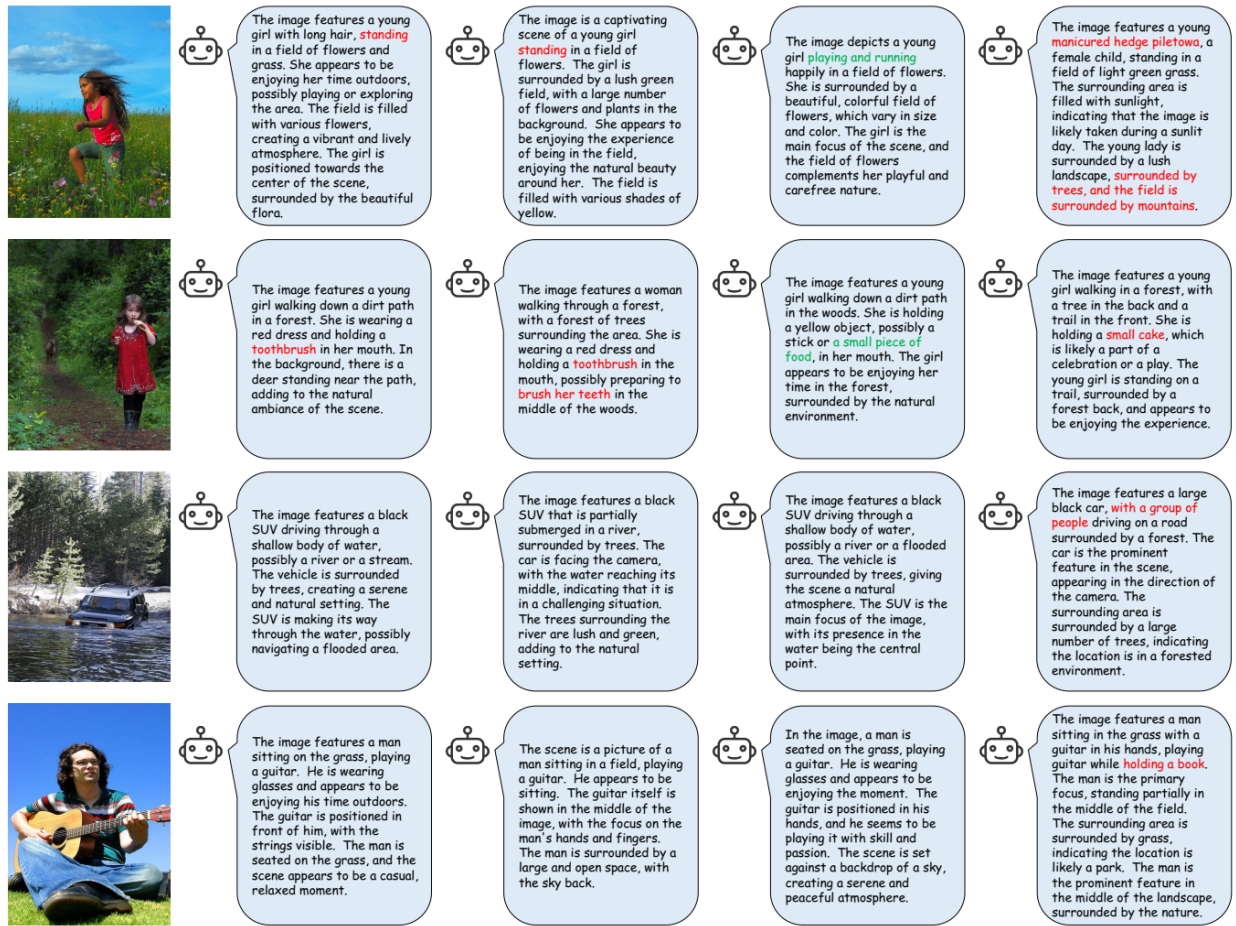 The image features a young
girl with long hair, standing
in a field of flowers and
grass. She appears to be
enjoying her time outdoors,
possibly playing or exploring
the area. The field is filled
with various flowers,
creating a vibrant and lively
atmosphere. The girl is
positioned towards the
center of the scene,
surrounded by the beautiful
flora.
The image is a captivating
scene of a young girl
standing in a field of
flowers. The girl is
surrounded by a lush green
field, with a large number
of flowers and plants in the
background. She appears to
be enjoying the experience
of being in the field,
enjoying the natural beauty
around her. The field is
filled with various shades of
yellow.
The image depicts a young
girl playing and running
happily in a field of flowers.
She is surrounded by a
beautiful, colorful field of
flowers, which vary in size
and color. The girl is the
main focus of the scene, and
the field of flowers
complements her playful and
carefree nature.
The image features a young
manicured hedge piletowa, a
female child, standing in a
field of light green grass.
The surrounding area is
filled with sunlight,
indicating that the image is
likely taken during a sunlit
day. The young lady is
surrounded by a lush
landscape, surrounded by
trees, and the field is
surrounded by mountains.
The image features a young
girl walking down a dirt path
in a forest. She is wearing a
red dress and holding a
toothbrush in her mouth. In
the background, there is a
deer standing near the path,
adding to the natural
ambiance of the scene.
The image features a woman
walking through a forest,
with a forest of trees
surrounding the area. She is
wearing a red dress and
holding a toothbrush in the
mouth, possibly preparing to
brush her teeth in the
middle of the woods.
The image features a young
girl walking down a dirt path
in the woods. She is holding
a yellow object, possibly a
stick or a small piece of
food, in her mouth. The girl
appears to be enjoying her
time in the forest,
surrounded by the natural
environment.
The image features a young
girl walking in a forest, with
a tree in the back and a
trail in the front. She is
holding a small cake, which
is likely a part of a
celebration or a play. The
young girl is standing on a
trail, surrounded by a
forest back, and appears to
be enjoying the experience.
The image features a black
SUV driving through a
shallow body of water,
possibly a river or a stream.
The vehicle is surrounded
by trees, creating a serene
and natural setting. The
SUV is making its way
through the water, possibly
navigating a flooded area.
The image features a black
SUV that is partially
submerged in a river,
surrounded by trees. The
car is facing the camera,
with the water reaching its
middle, indicating that it is
in a challenging situation.
The trees surrounding the
river are lush and green,
adding to the natural
setting.
The image features a black
SUV driving through a
shallow body of water,
possibly a river or a flooded
area. The vehicle is
surrounded by trees, giving
the scene a natural
atmosphere. The SUV is the
main focus of the image,
with its presence in the
water being the central
point.
The image features a large
black car, with a group of
people driving on a road
surrounded by a forest. The
car is the prominent
feature in the scene,
appearing in the direction of
the camera. The
surrounding area is
surrounded by a large
number of trees, indicating
the location is in a forested
environment.
The image features a man
sitting on the grass, playing
a guitar. He is wearing
glasses and appears to be
enjoying his time outdoors.
The guitar is positioned in
front of him, with the
strings visible. The man is
seated on the grass, and the
scene appears to be a casual,
relaxed moment.
The scene is a picture of a
man sitting in a field, playing
a guitar. He appears to be
sitting. The guitar itself is
shown in the middle of the
image, with the focus on the
man's hands and fingers.
The man is surrounded by a
large and open space, with
the sky back.
In the image, a man is
seated on the grass, playing
a guitar. He is wearing
glasses and appears to be
enjoying the moment. The
guitar is positioned in his
hands, and he seems to be
playing it with skill and
passion. The scene is set
against a backdrop of a sky,
creating a serene and
peaceful atmosphere.
The image features a man
sitting in the grass with a
guitar in his hands, playing
guitar while holding a book.
The man is the primary
focus, standing partially in
the middle of the field.
The surrounding area is
surrounded by grass,
indicating the location is
likely a park. The man is
the prominent feature in
the middle of the landscape,
surrounded by the nature.